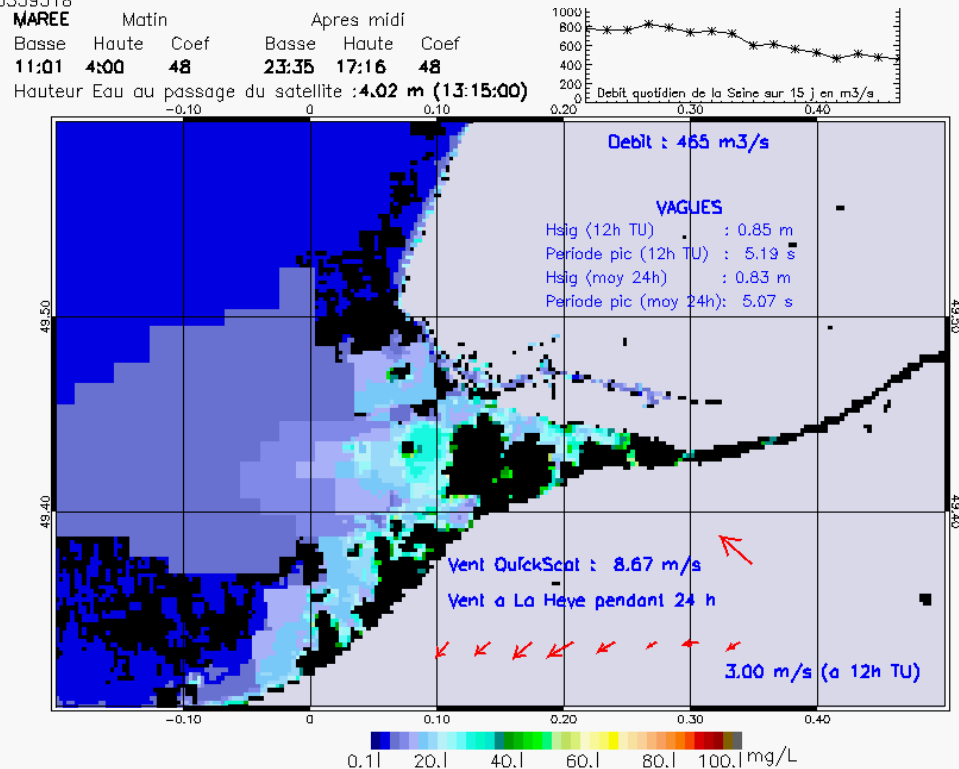 MAREE Matin Apres midi
Basse Haute Coef Basse Haute Coef
11:01 4:00 48 23:35 17:16 48
Hauteur Eau au passage du satellite :4.02 m (13:15:00)
1000
800
600
400
200
0
Debit quotidien de la Seine sur 15 j en m3/s
-0.10 0 0.10 0.20 0.30 0.40
Debit : 465 m3/s
VAGUES
Hsig (12h TU) : 0.85 m
Periode pic (12h TU) : 5.19 s
Hsig (moy 24h) : 0.83 m
Periode pic (moy 24h): 5.07 s
49.50 49.50
49.40 49.40
Vent QuickScat : 8.67 m/s
Vent a La Heve pendant 24 h
3.00 m/s (a 12h TU)
-0.10 0 0.10 0.20 0.30 0.40
0.1| 20.| 40.| 60.| 80.| 100.| mg/L